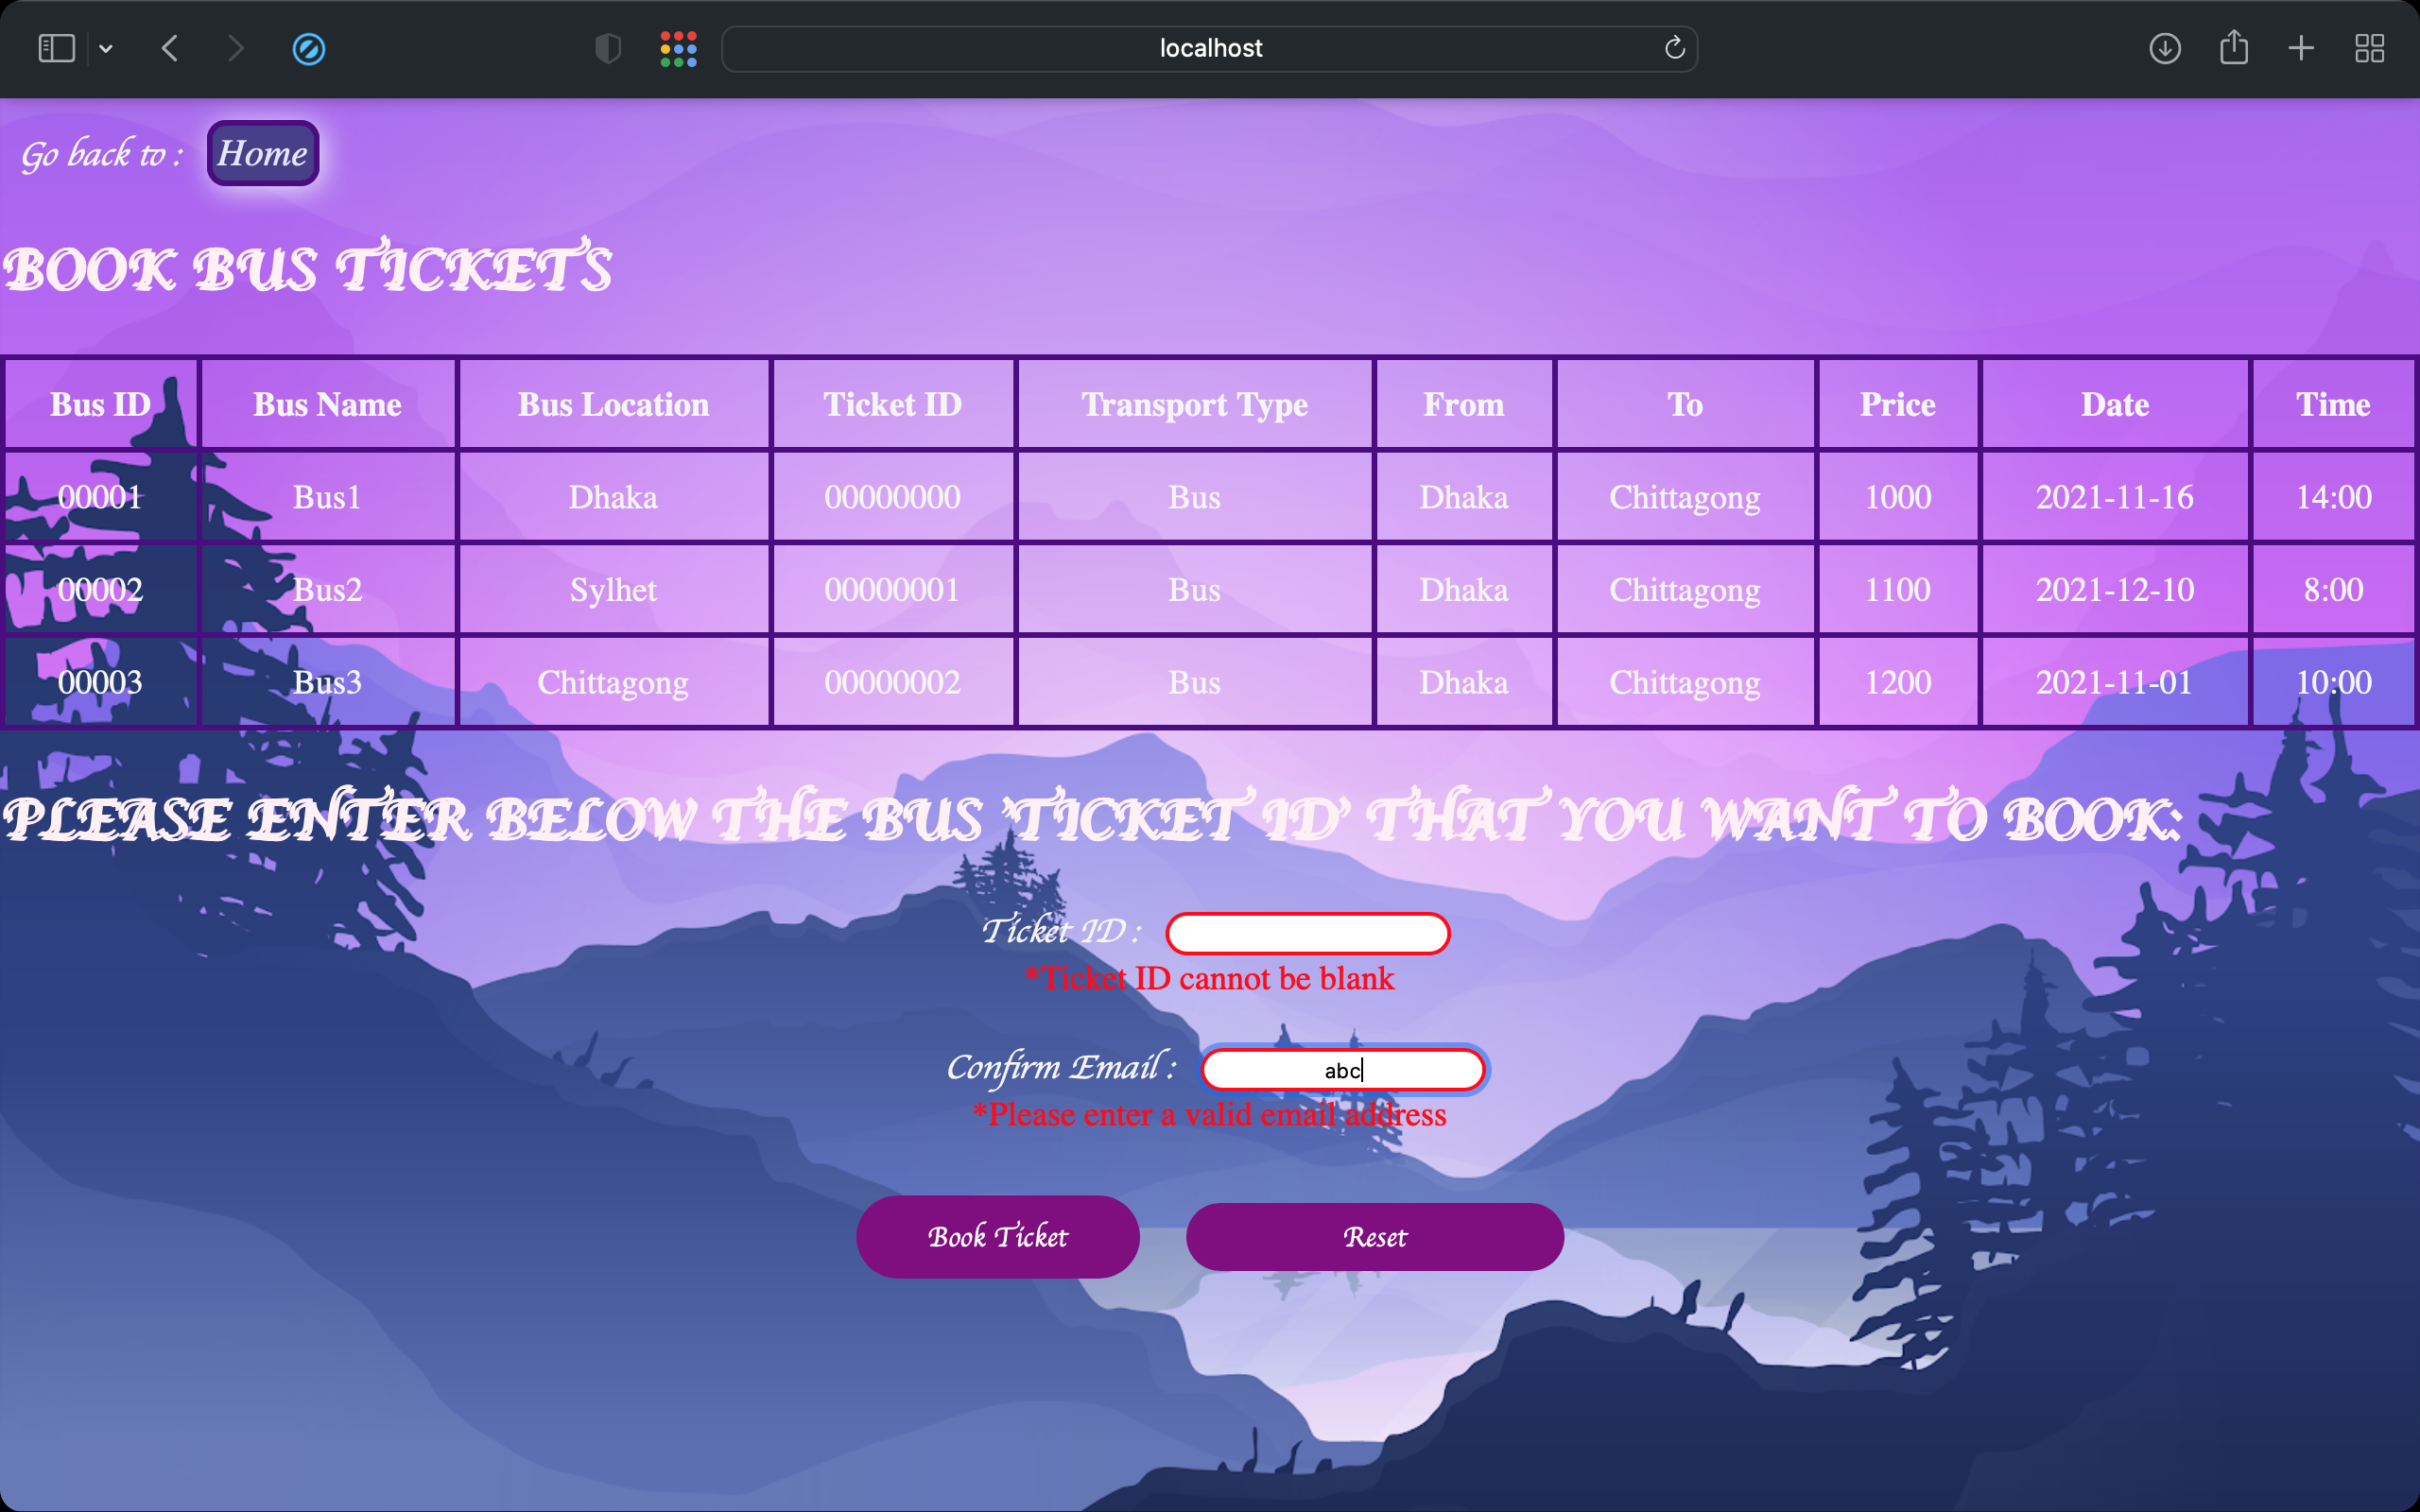 localhost
Go back to : Home
BOOK BUS TICKETS
Bus ID Bus Name Bus Location Ticket ID Transport Type From To Price Date Time
00001 Bus1 Dhaka 00000000 Bus Dhaka Chittagong 1000 2021-11-16 14:00
00002 Bus2 Sylhet 00000001 Bus Dhaka Chittagong 1100 2021-12-10 8:00
00003 Bus3 Chittagong 00000002 Bus Dhaka Chittagong 1200 2021-11-01 10:00
PLEASE ENTER BELOW THE BUS 'TICKET ID' THAT YOU WANT TO BOOK:
Ticket ID :
*Ticket ID cannot be blank
Confirm Email : abc
*Please enter a valid email address
Book Ticket Reset